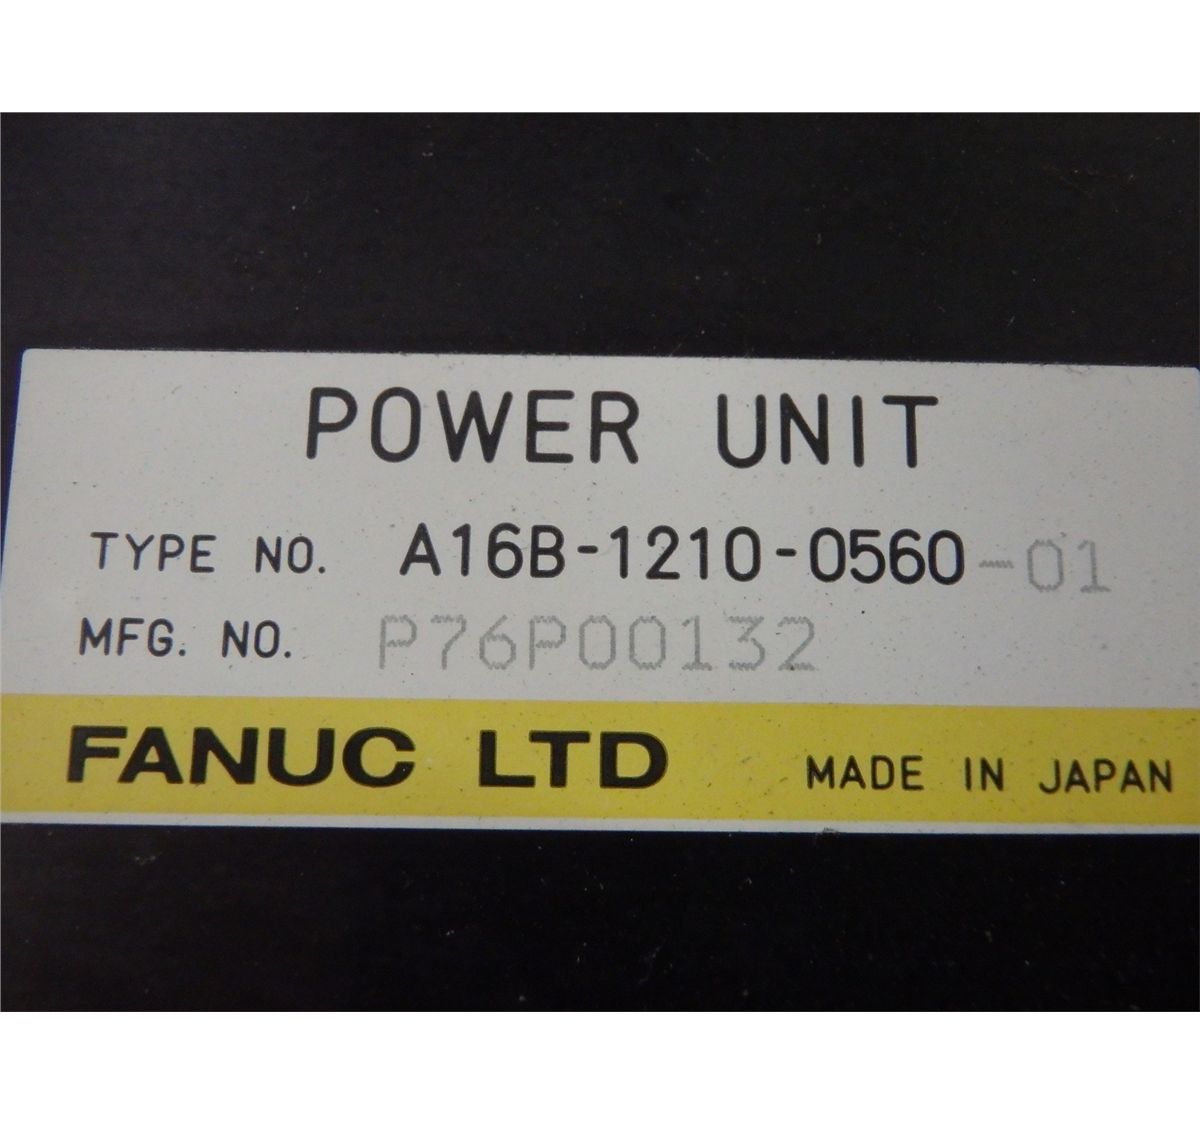 POWER UNIT
TYPE NO. A16B-1210-0560-01
MFG. NO. P76P00132
FANUC LTD MADE IN JAPAN